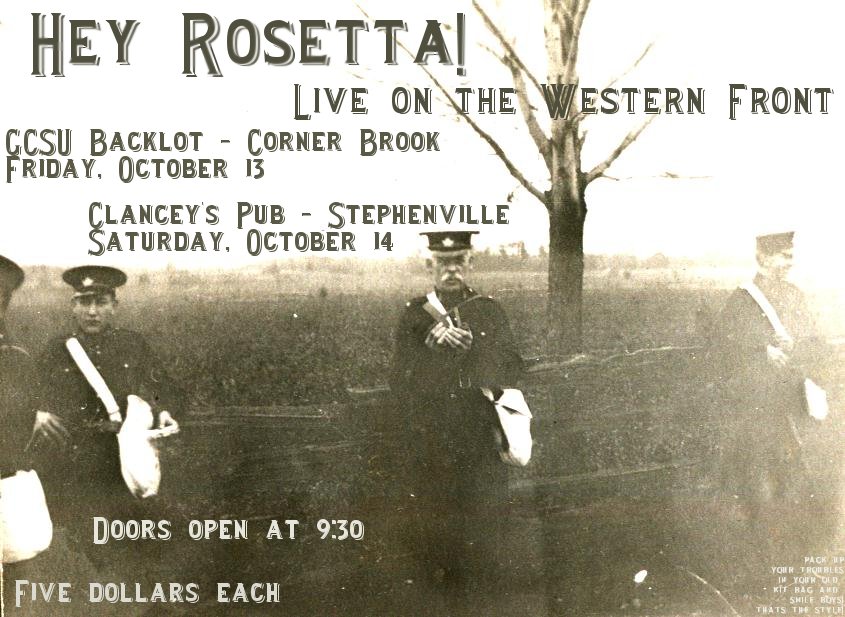 Hey Rosetta!
Live on the Western Front
GCSU Backlot - Corner Brook
Friday, October 13
Clancey's Pub - Stephenville
Saturday, October 14
Doors open at 9:30
Five dollars each
Pack up
your troubles
in your old
kit bag and
smile boys
thats the style